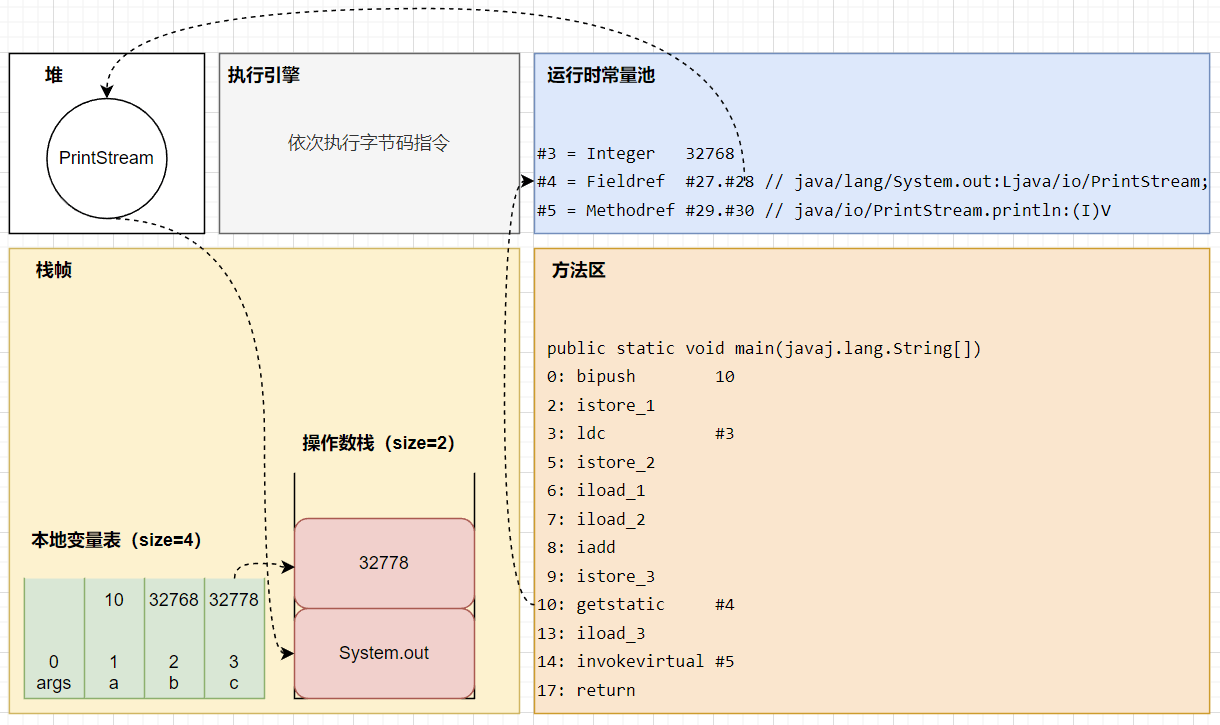 堆
PrintStream
执行引擎
依次执行字节码指令
运行时常量池
#3 = Integer   32768
#4 = Fieldref  #27.#28 // java/lang/System.out:Ljava/io/PrintStream;
#5 = Methodref #29.#30 // java/io/PrintStream.println:(I)V
栈帧
操作数栈（size=2）
32778
System.out
本地变量表（size=4）
10 32768 32778
0 1 2 3
args a b c
方法区
public static void main(javaj.lang.String[])
0: bipush        10
2: istore_1
3: ldc           #3
5: istore_2
6: iload_1
7: iload_2
8: iadd
9: istore_3
10: getstatic     #4
13: iload_3
14: invokevirtual #5
17: return